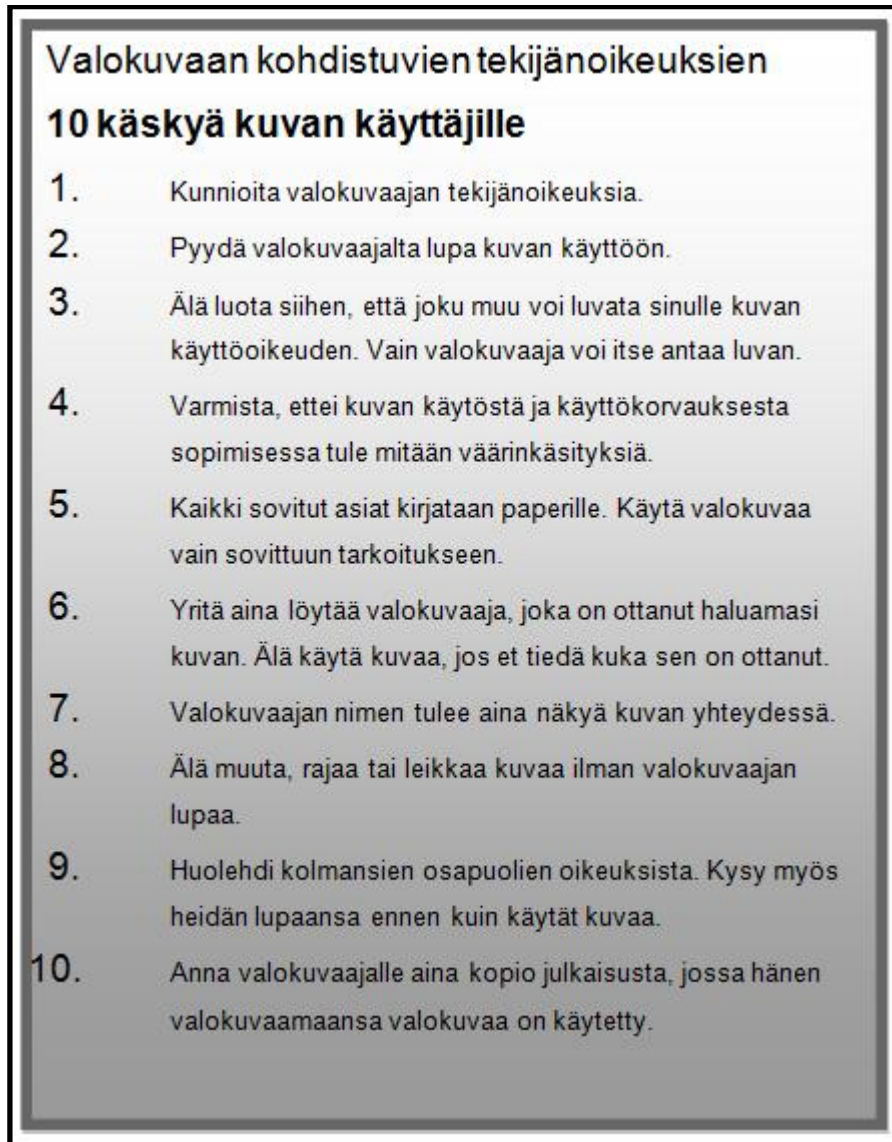 Valokuvaan kohdistuvien tekijänoikeuksien
10 käskyä kuvan käyttäjille
1. Kunnioita valokuvaajan tekijänoikeuksia.
2. Pyydä valokuvaajalta lupa kuvan käyttöön.
3. Älä luota siihen, että joku muu voi luvata sinulle kuvan
käyttöoikeuden. Vain valokuvaaja voi itse antaa luvan.
4. Varmista, ettei kuvan käytöstä ja käyttökorvauksesta
sopimisessa tule mitään väärinkäsityksiä.
5. Kaikki sovitut asiat kirjataan paperille. Käytä valokuvaa
vain sovittuun tarkoitukseen.
6. Yritä aina löytää valokuvaaja, joka on ottanut haluamasi
kuvan. Älä käytä kuvaa, jos et tiedä kuka sen on ottanut.
7. Valokuvaajan nimen tulee aina näkyä kuvan yhteydessä.
8. Älä muuta, rajaa tai leikkaa kuvaa ilman valokuvaajan
lupaa.
9. Huolehdi kolmansien osapuolien oikeuksista. Kysy myös
heidän lupaansa ennen kuin käytät kuvaa.
10. Anna valokuvaajalle aina kopio julkaisusta, jossa hänen
valokuvaamaansa valokuvaa on käytetty.